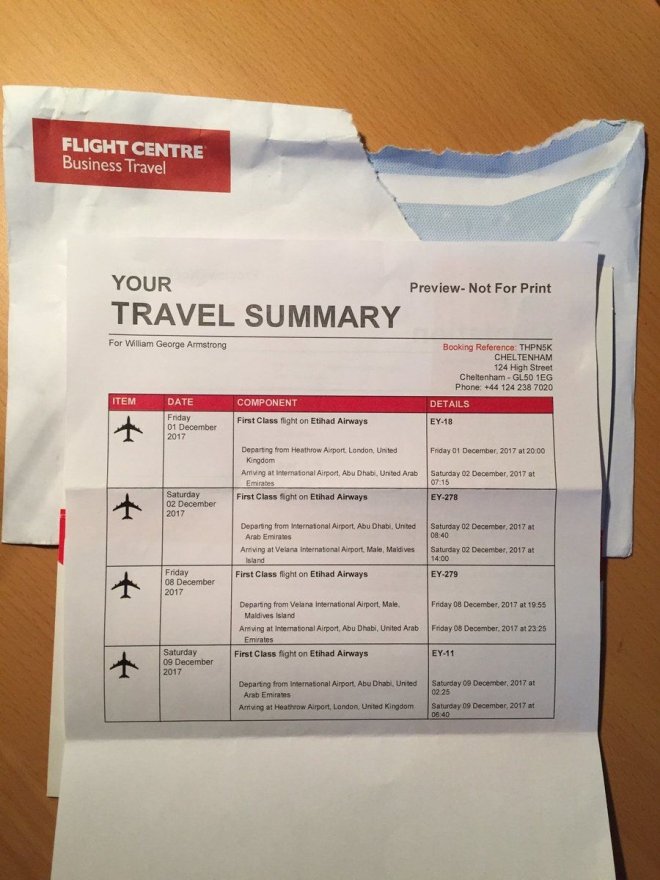 FLIGHT CENTRE
Business Travel
YOUR
TRAVEL SUMMARY
Preview- Not For Print
For William George Armstrong
Booking Reference: THPN5K
CHELTENHAM
124 High Street
Cheltenham - GL50 1EG
Phone: +44 124 238 7020
ITEM DATE COMPONENT DETAILS
Friday
01 December
2017
First Class flight on Etihad Airways
EY-18
Departing from Heathrow Airport, London, United
Kingdom
Friday 01 December, 2017 at 20:00
Arriving at International Airport, Abu Dhabi, United Arab
Emirates
Saturday 02 December, 2017 at
07:15
Saturday
02 December
2017
First Class flight on Etihad Airways
EY-278
Departing from International Airport, Abu Dhabi, United
Arab Emirates
Saturday 02 December, 2017 at
08:40
Arriving at Velana International Airport, Male, Maldives
Island
Saturday 02 December, 2017 at
14:00
Friday
08 December
2017
First Class flight on Etihad Airways
EY-279
Departing from Velana International Airport, Male,
Maldives Island
Friday 08 December, 2017 at 19:55
Arriving at International Airport, Abu Dhabi, United Arab
Emirates
Friday 08 December, 2017 at 23:25
Saturday
09 December
2017
First Class flight on Etihad Airways
EY-11
Departing from International Airport, Abu Dhabi, United
Arab Emirates
Saturday 09 December, 2017 at
02:25
Arriving at Heathrow Airport, London, United Kingdom
Saturday 09 December, 2017 at
06:40